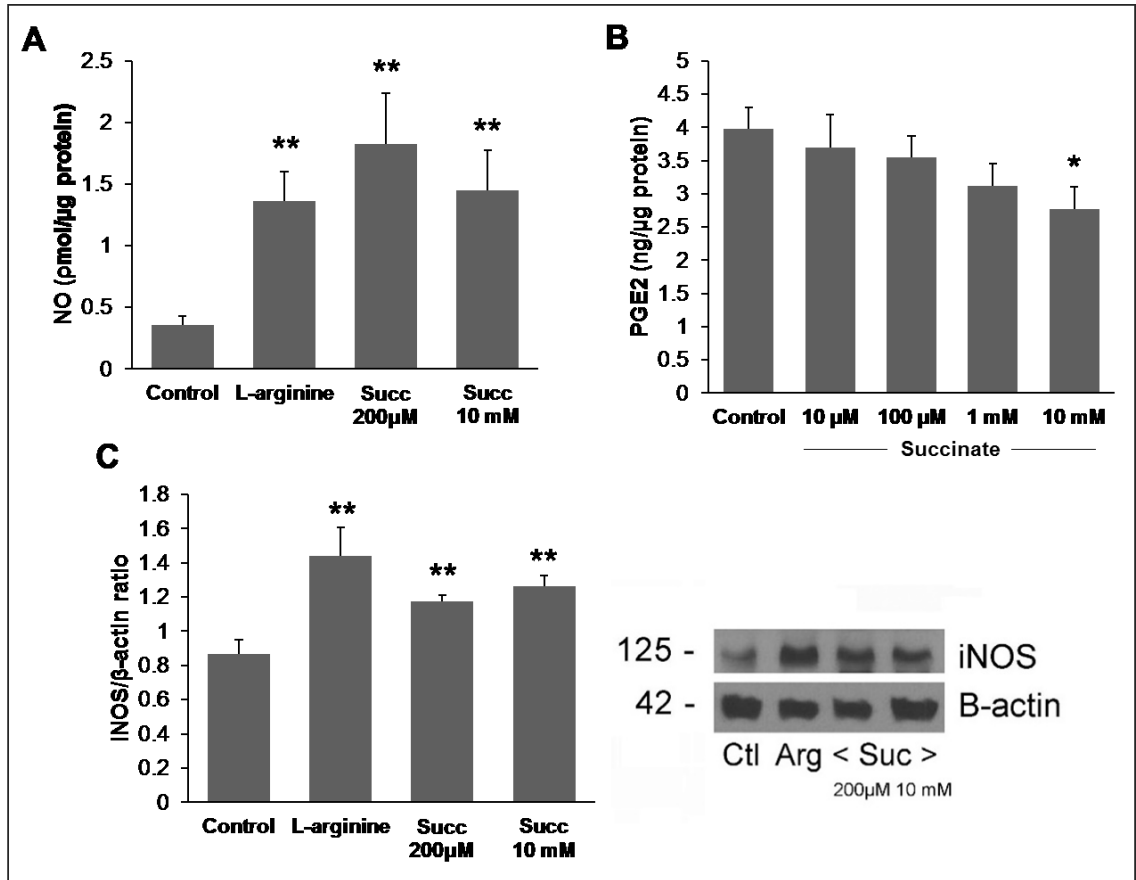 A
NO (ρmol/µg protein)
2.5
2
1.5
1
0.5
0
**
**
**
Control
L-arginine
Succ
200µM
Succ
10 mM
B
PGE2 (ng/µg protein)
5
4.5
4
3.5
3
2.5
2
1.5
1
0.5
0
*
Control
10 µM
100 µM
1 mM
10 mM
Succinate
C
INOS/β-actin ratio
1.8
1.6
1.4
1.2
1
0.8
0.6
0.4
0.2
0
**
**
**
Control
L-arginine
Succ
200µM
Succ
10 mM
125 -
iNOS
42 -
B-actin
Ctl Arg < Suc >
200µM 10 mM